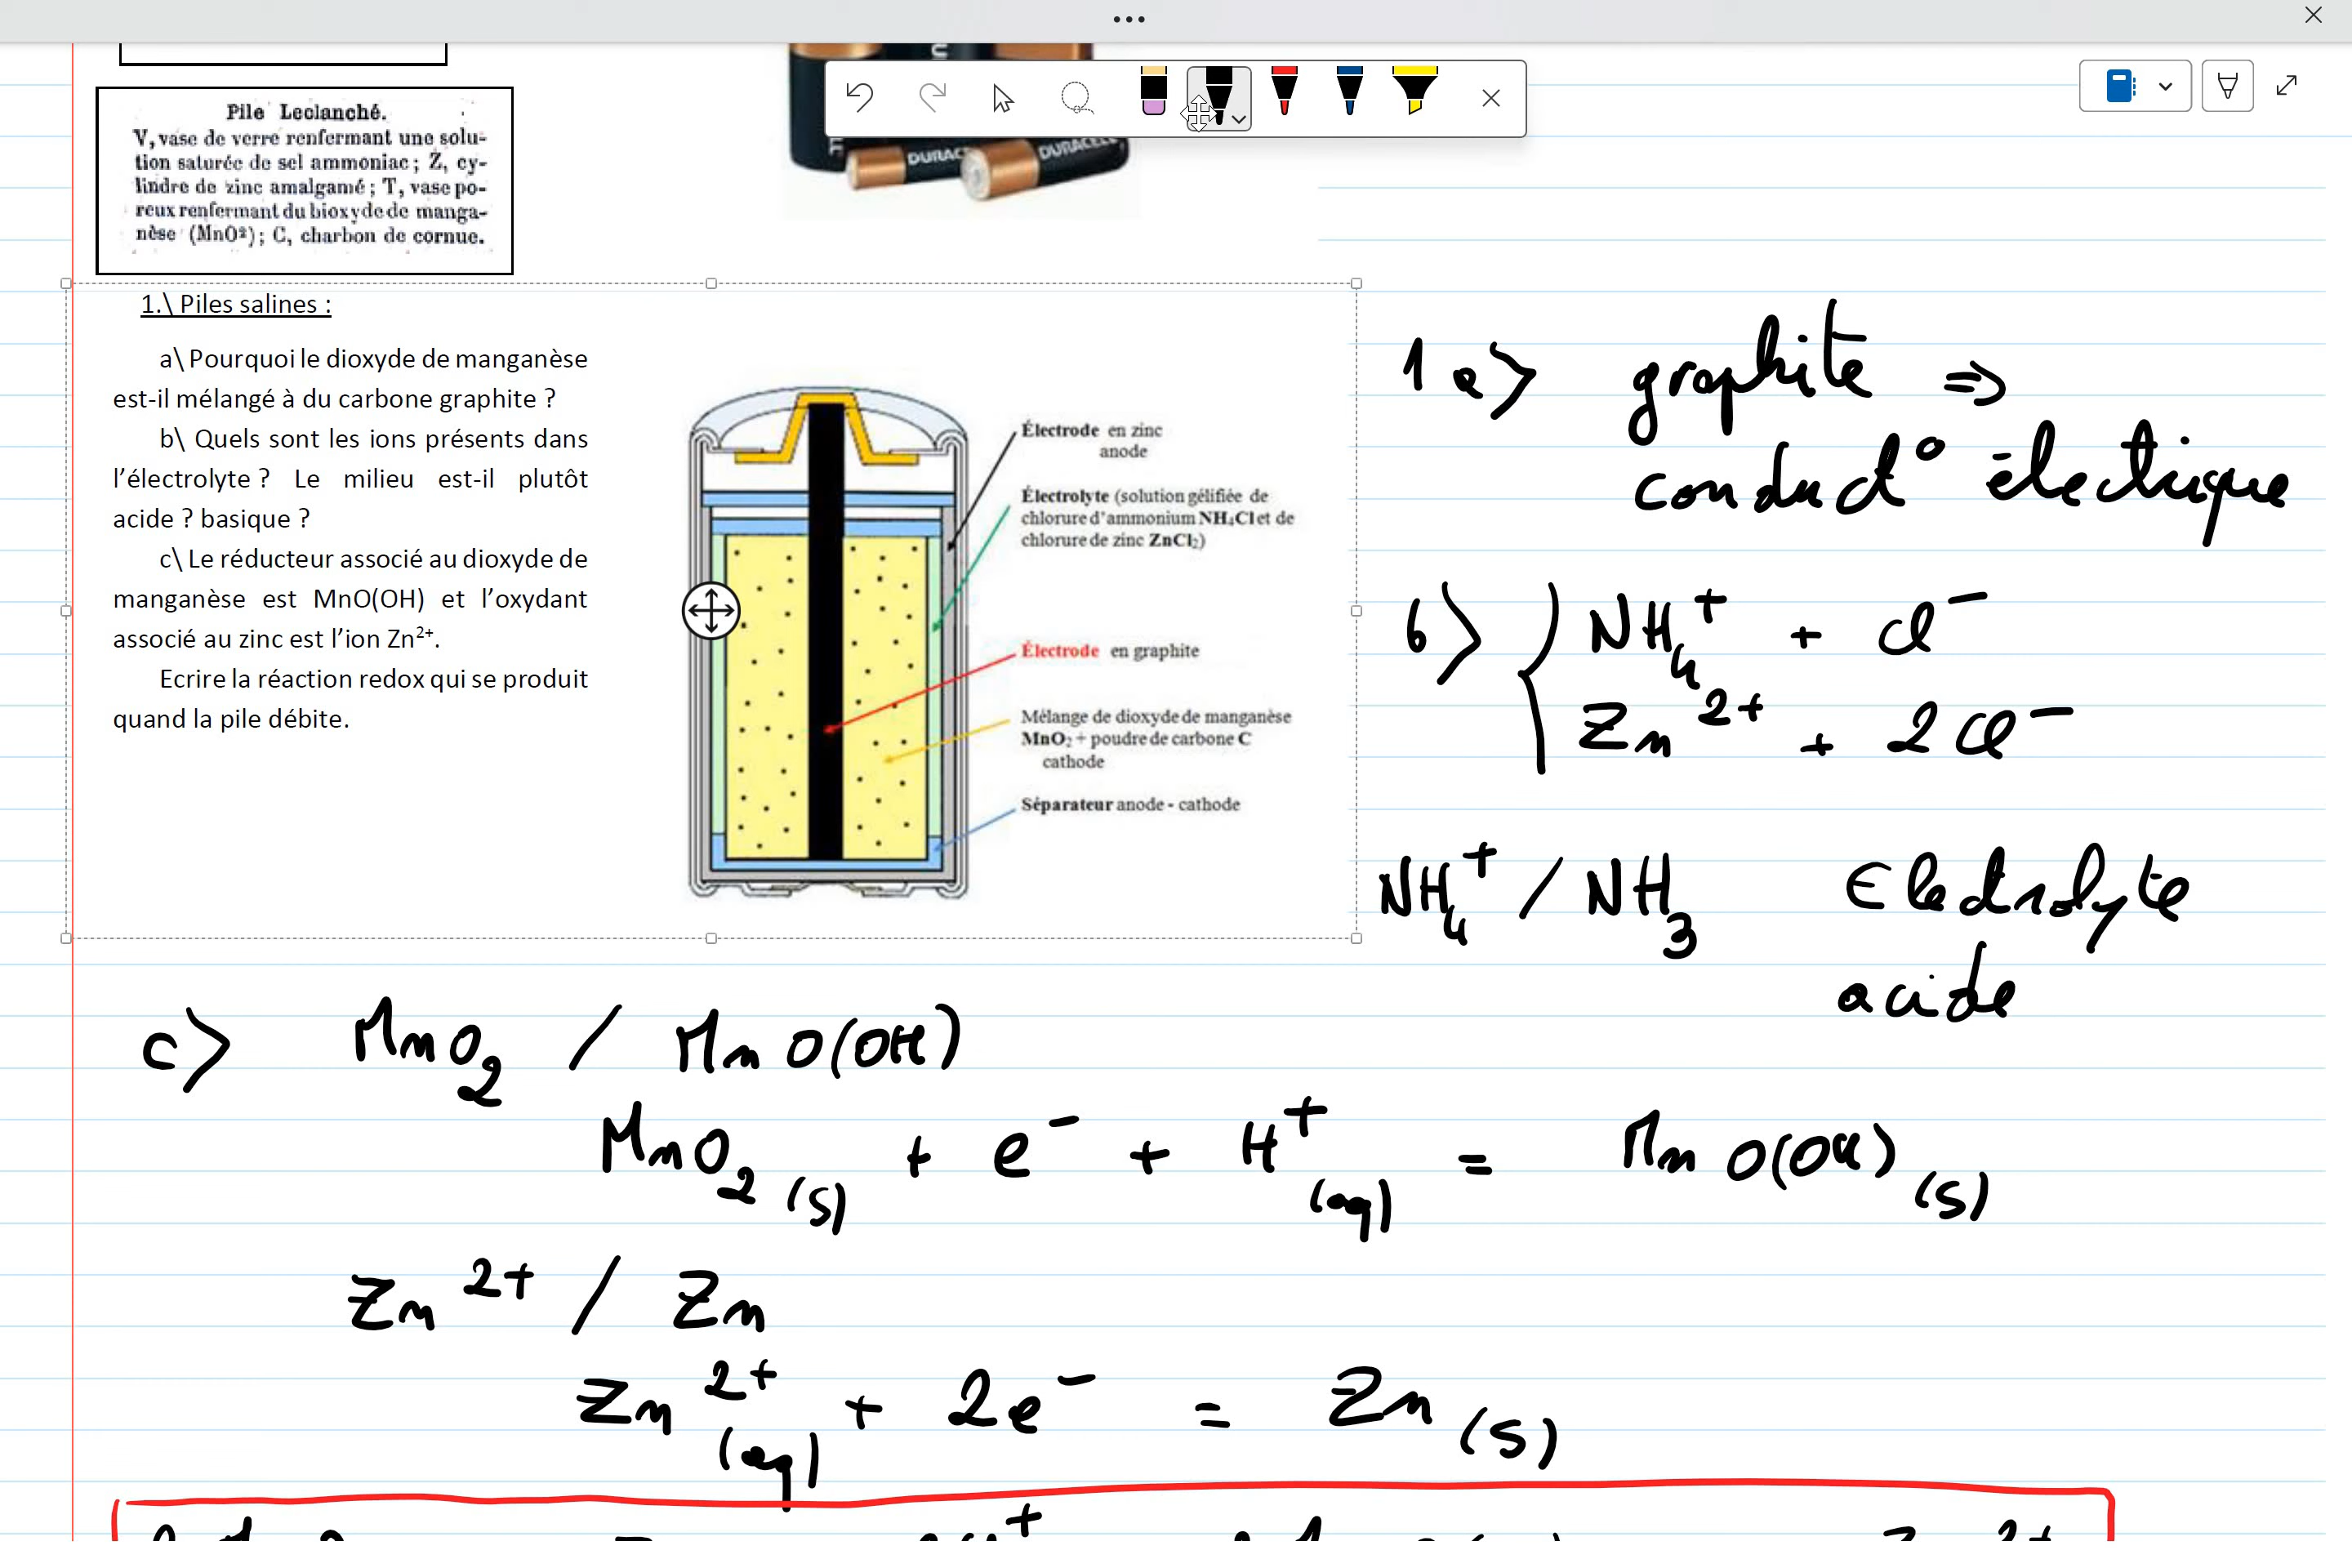 Pile Leclanché.
V, vase de verre renfermant une solu-
tion saturée de sel ammoniac ; Z, cy-
lindre de zinc amalgamé ; T, vase po-
reux renfermant du bioxyde de manga-
nèse (MnO²) ; C, charbon de cornue.
DURACELL
1.\ Piles salines :
a\ Pourquoi le dioxyde de manganèse
est-il mélangé à du carbone graphite ?
b\ Quels sont les ions présents dans
l’électrolyte ? Le milieu est-il plutôt
acide ? basique ?
c\ Le réducteur associé au dioxyde de
manganèse est MnO(OH) et l’oxydant
associé au zinc est l’ion Zn²⁺.
Ecrire la réaction redox qui se produit
quand la pile débite.
Électrode en zinc
anode
Électrolyte (solution gélifiée de
chlorure d’ammonium NH₄Cl et de
chlorure de zinc ZnCl₂)
Électrode en graphite
Mélange de dioxyde de manganèse
MnO₂ + poudre de carbone C
cathode
Séparateur anode - cathode
1 a> graphite ⇒
conduct° électrique
b> NH₄⁺ + Cl⁻
Zn²⁺ + 2Cl⁻
NH₄⁺ / NH₃ Electrolyte
acide
c> MnO₂ / MnO(OH)
MnO₂ (s) + e⁻ + H⁺ (aq) = MnO(OH) (s)
Zn²⁺ / Zn
Zn²⁺ (aq) + 2e⁻ = Zn (s)